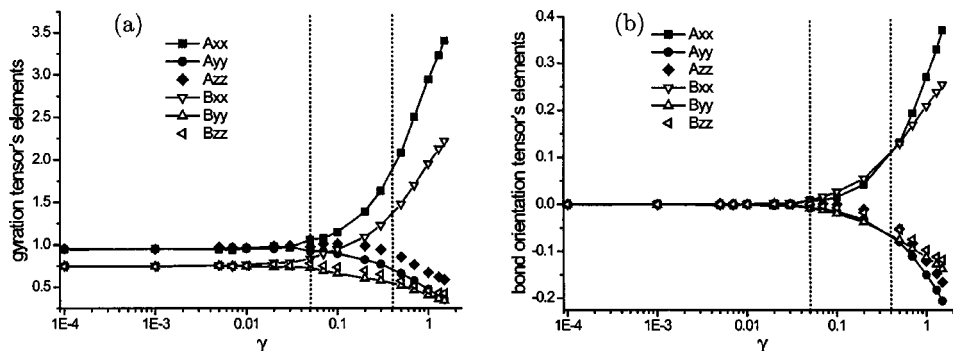 (a)
gyration tensor's elements
3.5
3.0
2.5
2.0
1.5
1.0
0.5
Axx
Ayy
Azz
Bxx
Byy
Bzz
1E-4
1E-3
0.01
0.1
1
γ
(b)
bond orientation tensor's elements
0.4
0.3
0.2
0.1
0.0
-0.1
-0.2
Axx
Ayy
Azz
Bxx
Byy
Bzz
1E-4
1E-3
0.01
0.1
1
γ